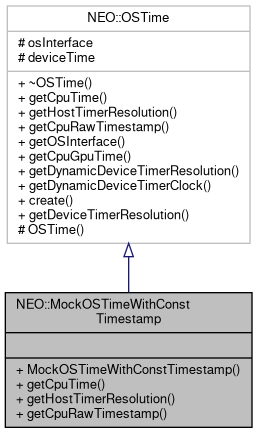 NEO::OSTime
# osInterface
# deviceTime
+ ~OSTime()
+ getCpuTime()
+ getHostTimerResolution()
+ getCpuRawTimestamp()
+ getOSInterface()
+ getCpuGpuTime()
+ getDynamicDeviceTimerResolution()
+ getDynamicDeviceTimerClock()
+ create()
+ getDeviceTimerResolution()
# OSTime()
NEO::MockOSTimeWithConst
Timestamp
+ MockOSTimeWithConstTimestamp()
+ getCpuTime()
+ getHostTimerResolution()
+ getCpuRawTimestamp()